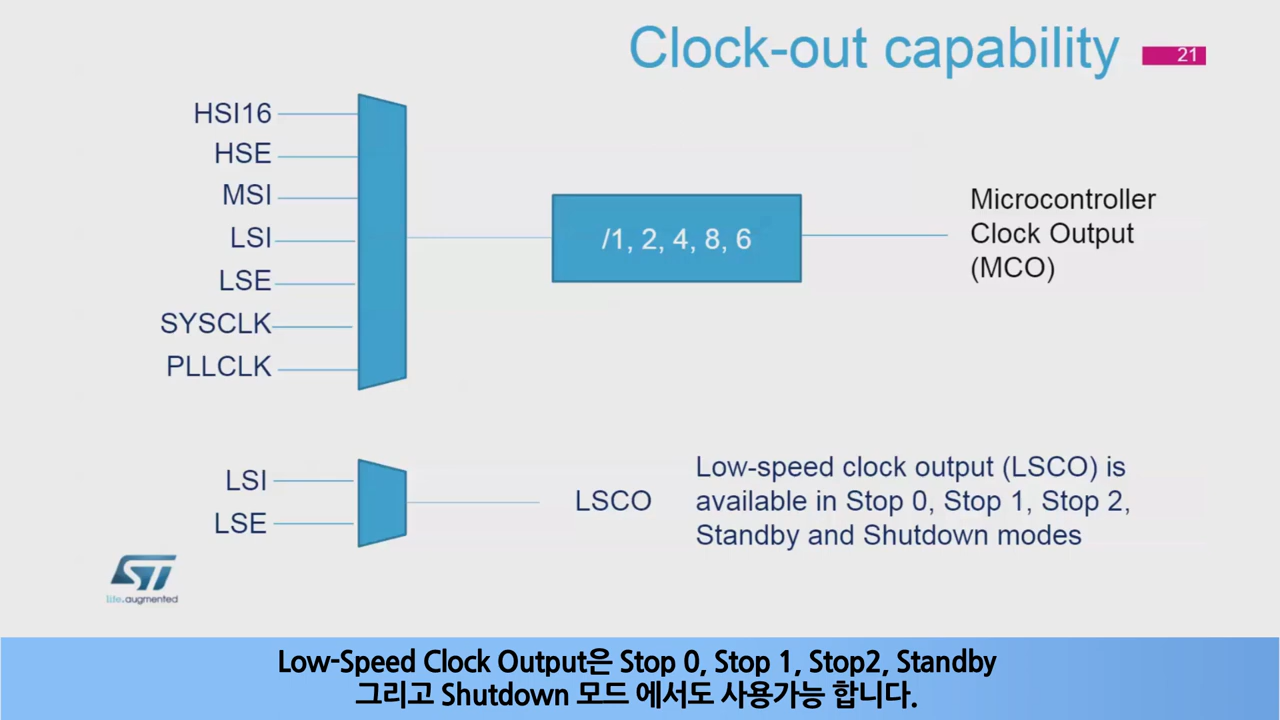 Clock-out capability
21
HSI16
HSE
MSI
LSI
LSE
SYSCLK
PLLCLK
/1, 2, 4, 8, 6
Microcontroller
Clock Output
(MCO)
LSI
LSE
LSCO
Low-speed clock output (LSCO) is
available in Stop 0, Stop 1, Stop 2,
Standby and Shutdown modes
ST
life.augmented
Low-Speed Clock Output은 Stop 0, Stop 1, Stop2, Standby
그리고 Shutdown 모드 에서도 사용가능 합니다.